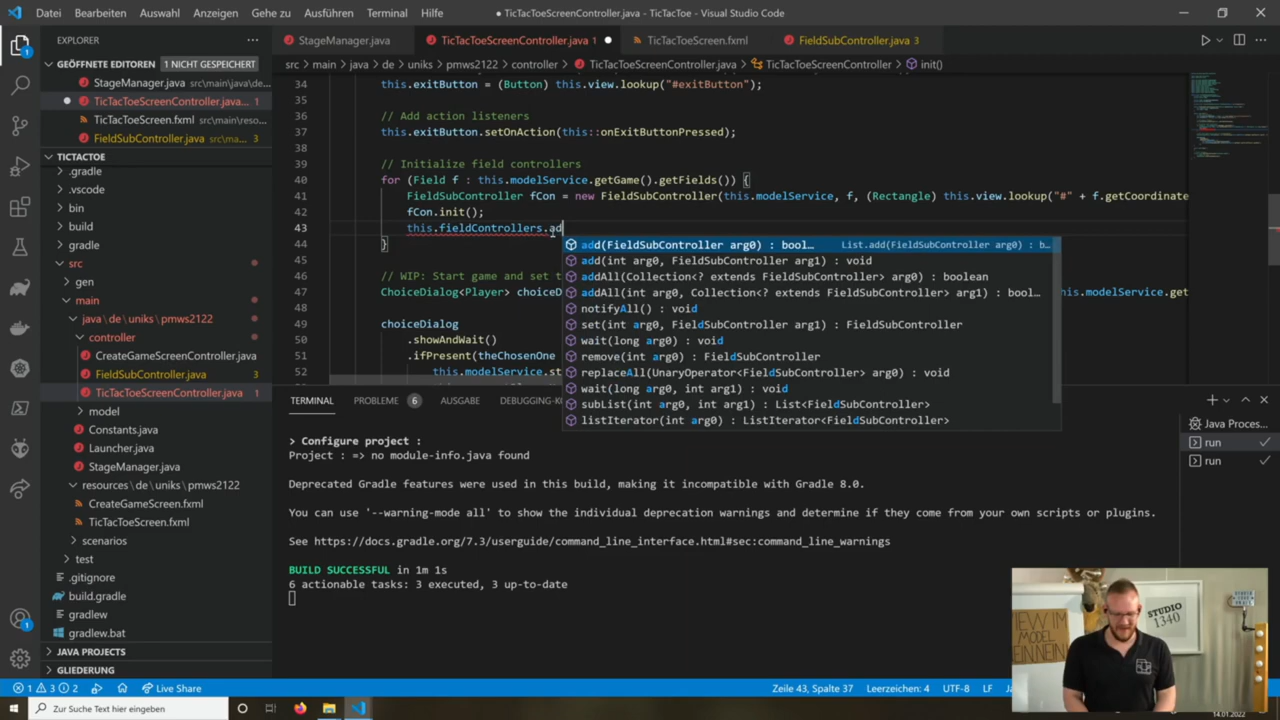 Datei Bearbeiten Auswahl Anzeigen Gehe zu Ausführen Terminal Hilfe
● TicTacToeScreenController.java - TicTacToe - Visual Studio Code
EXPLORER
StageManager.java
TicTacToeScreenController.java 1 ●
TicTacToeScreen.fxml
FieldSubController.java 3
src > main > java > de > uniks > pmws2122 > controller > TicTacToeScreenController.java > TicTacToeScreenController > init()
GEÖFFNETE EDITOREN 1 NICHT GESPEICHERT
StageManager.java src\main\java\de...
● TicTacToeScreenController.java... 1
TicTacToeScreen.fxml src\main\reso...
FieldSubController.java src\ma... 3
TICTACTOE
.gradle
.vscode
bin
build
gradle
src
gen
main
java\de\uniks\pmws2122
controller
CreateGameScreenController.java
FieldSubController.java 3
TicTacToeScreenController.java 1
model
Constants.java
Launcher.java
StageManager.java
resources\de\uniks\pmws2122
CreateGameScreen.fxml
TicTacToeScreen.fxml
scenarios
test
.gitignore
build.gradle
gradlew
gradlew.bat
JAVA PROJECTS
GLIEDERUNG
34 this.exitButton = (Button) this.view.lookup("#exitButton");
35
36 // Add action listeners
37 this.exitButton.setOnAction(this::onExitButtonPressed);
38
39 // Initialize field controllers
40 for (Field f : this.modelService.getGame().getFields()) {
41 FieldSubController fCon = new FieldSubController(this.modelService, f, (Rectangle) this.view.lookup("#" + f.getCoordinate
42 fCon.init();
43 this.fieldControllers.ad
44 }
45
46 // WIP: Start game and set t
47 ChoiceDialog<Player> choiceD this.modelService.get
48
49 choiceDialog
50 .showAndWait()
51 .ifPresent(theChosenOne
52 this.modelService.st
add(FieldSubController arg0) : bool... List.add(FieldSubController arg0) : b...
add(int arg0, FieldSubController arg1) : void
addAll(Collection<? extends FieldSubController> arg0) : boolean
addAll(int arg0, Collection<? extends FieldSubController> arg1) : bool...
notifyAll() : void
set(int arg0, FieldSubController arg1) : FieldSubController
wait(long arg0) : void
remove(int arg0) : FieldSubController
replaceAll(UnaryOperator<FieldSubController> arg0) : void
wait(long arg0, int arg1) : void
subList(int arg0, int arg1) : List<FieldSubController>
listIterator(int arg0) : ListIterator<FieldSubController>
TERMINAL PROBLEME 6 AUSGABE DEBUGGING-KO
Java Proces...
run
run
> Configure project :
Project : => no module-info.java found
Deprecated Gradle features were used in this build, making it incompatible with Gradle 8.0.
You can use '--warning-mode all' to show the individual deprecation warnings and determine if they come from your own scripts or plugins.
See https://docs.gradle.org/7.3/userguide/command_line_interface.html#sec:command_line_warnings
BUILD SUCCESSFUL in 1m 1s
6 actionable tasks: 3 executed, 3 up-to-date
VIEW IM
MODEL
EIN NEIN
STUDIO
1340
1 3 2 Live Share
Zeile 43, Spalte 37 Leerzeichen: 4 UTF-8 LF
Zur Suche Text hier eingeben
14.01.2022